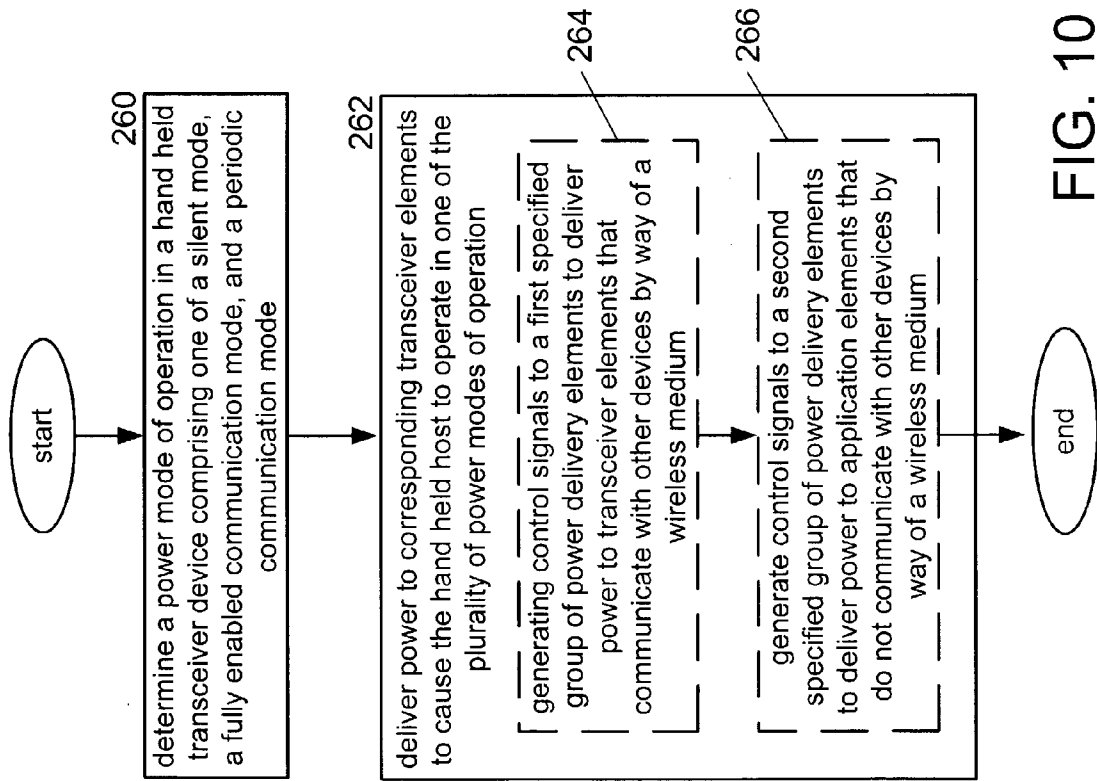 start
260
determine a power mode of operation in a hand held
transceiver device comprising one of a silent mode,
a fully enabled communication mode, and a periodic
communication mode
262
deliver power to corresponding transceiver elements
to cause the hand held host to operate in one of the
plurality of power modes of operation
264
generating control signals to a first specified
group of power delivery elements to deliver
power to transceiver elements that
communicate with other devices by way of a
wireless medium
266
generate control signals to a second
specified group of power delivery elements
to deliver power to application elements that
do not communicate with other devices by
way of a wireless medium
end
FIG. 10